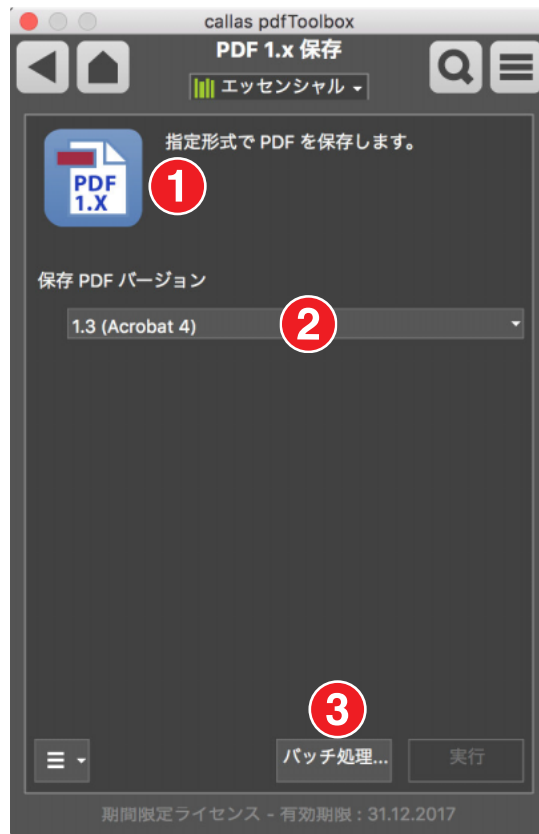 callas pdfToolbox
PDF 1.x 保存
エッセンシャル
指定形式で PDF を保存します。
PDF
1.X
1
保存 PDF バージョン
1.3 (Acrobat 4)
2
3
バッチ処理...
実行
期間限定ライセンス - 有効期限 : 31.12.2017